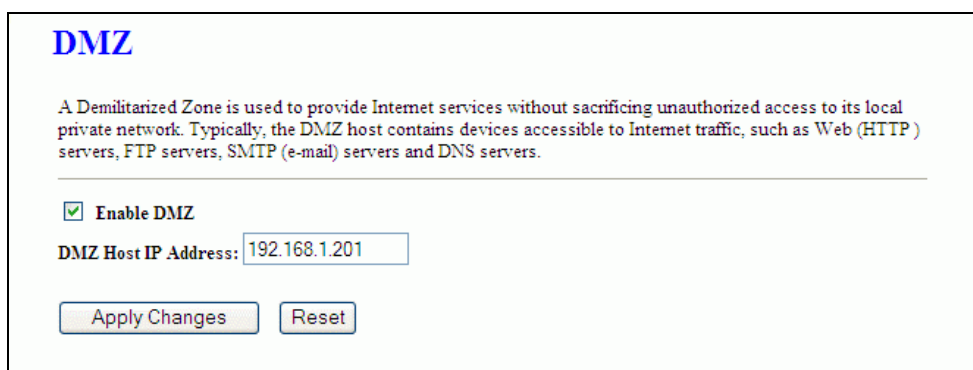 DMZ
A Demilitarized Zone is used to provide Internet services without sacrificing unauthorized access to its local
private network. Typically, the DMZ host contains devices accessible to Internet traffic, such as Web (HTTP )
servers, FTP servers, SMTP (e-mail) servers and DNS servers.
Enable DMZ
DMZ Host IP Address: 192.168.1.201
Apply Changes Reset